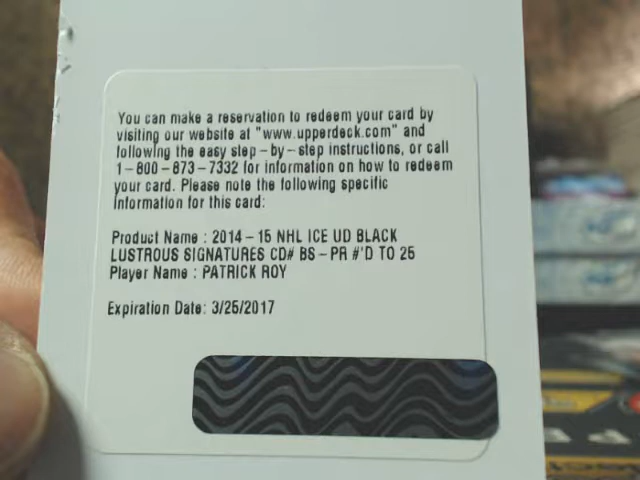 You can make a reservation to redeem your card by
visiting our website at "www.upperdeck.com" and
following the easy step-by-step instructions, or call
1-800-873-7332 for information on how to redeem
your card. Please note the following specific
information for this card:
Product Name : 2014-15 NHL ICE UD BLACK
LUSTROUS SIGNATURES CD# BS-PR #'D TO 25
Player Name : PATRICK ROY
Expiration Date: 3/25/2017